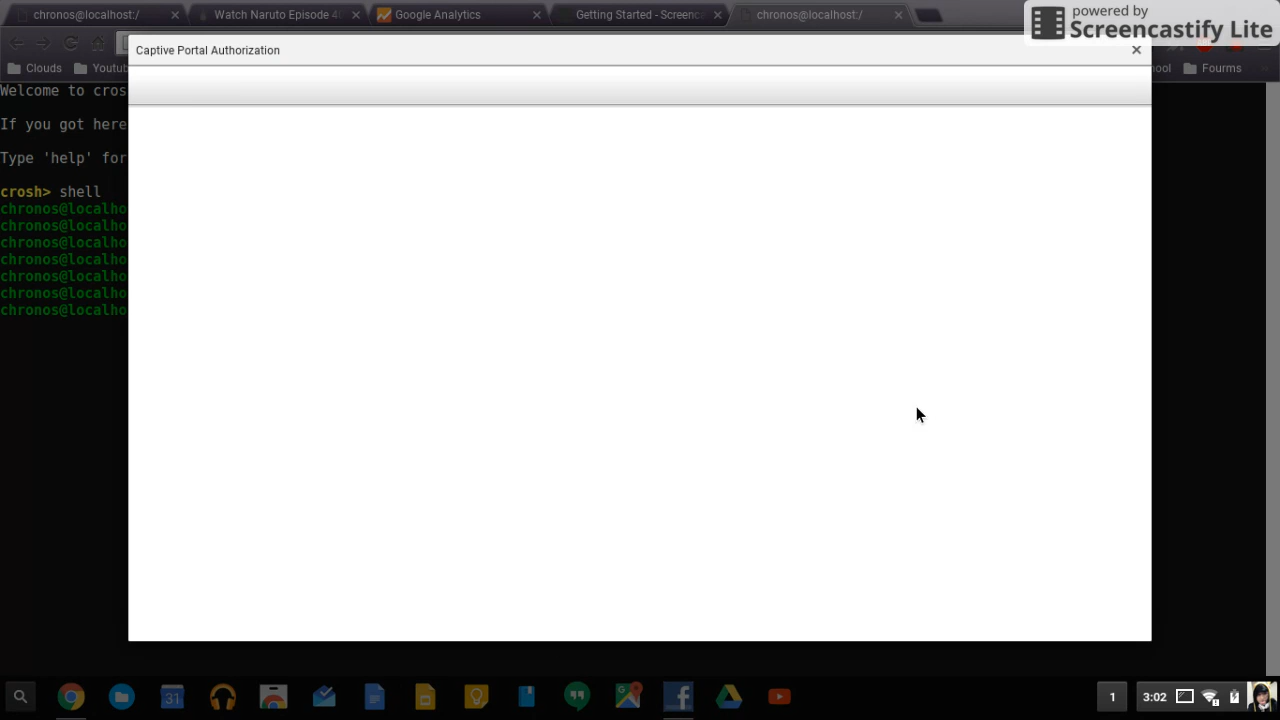 chronos@localhost:/
Watch Naruto Episode 4
Google Analytics
Getting Started - Screenc
chronos@localhost:/
powered by
Screencastify Lite
Captive Portal Authorization
Clouds
Youtub
ool
Fourms
Welcome to cros
If you got here
Type 'help' for
crosh> shell
chronos@localho
chronos@localho
chronos@localho
chronos@localho
chronos@localho
chronos@localho
chronos@localho
31
1
3:02